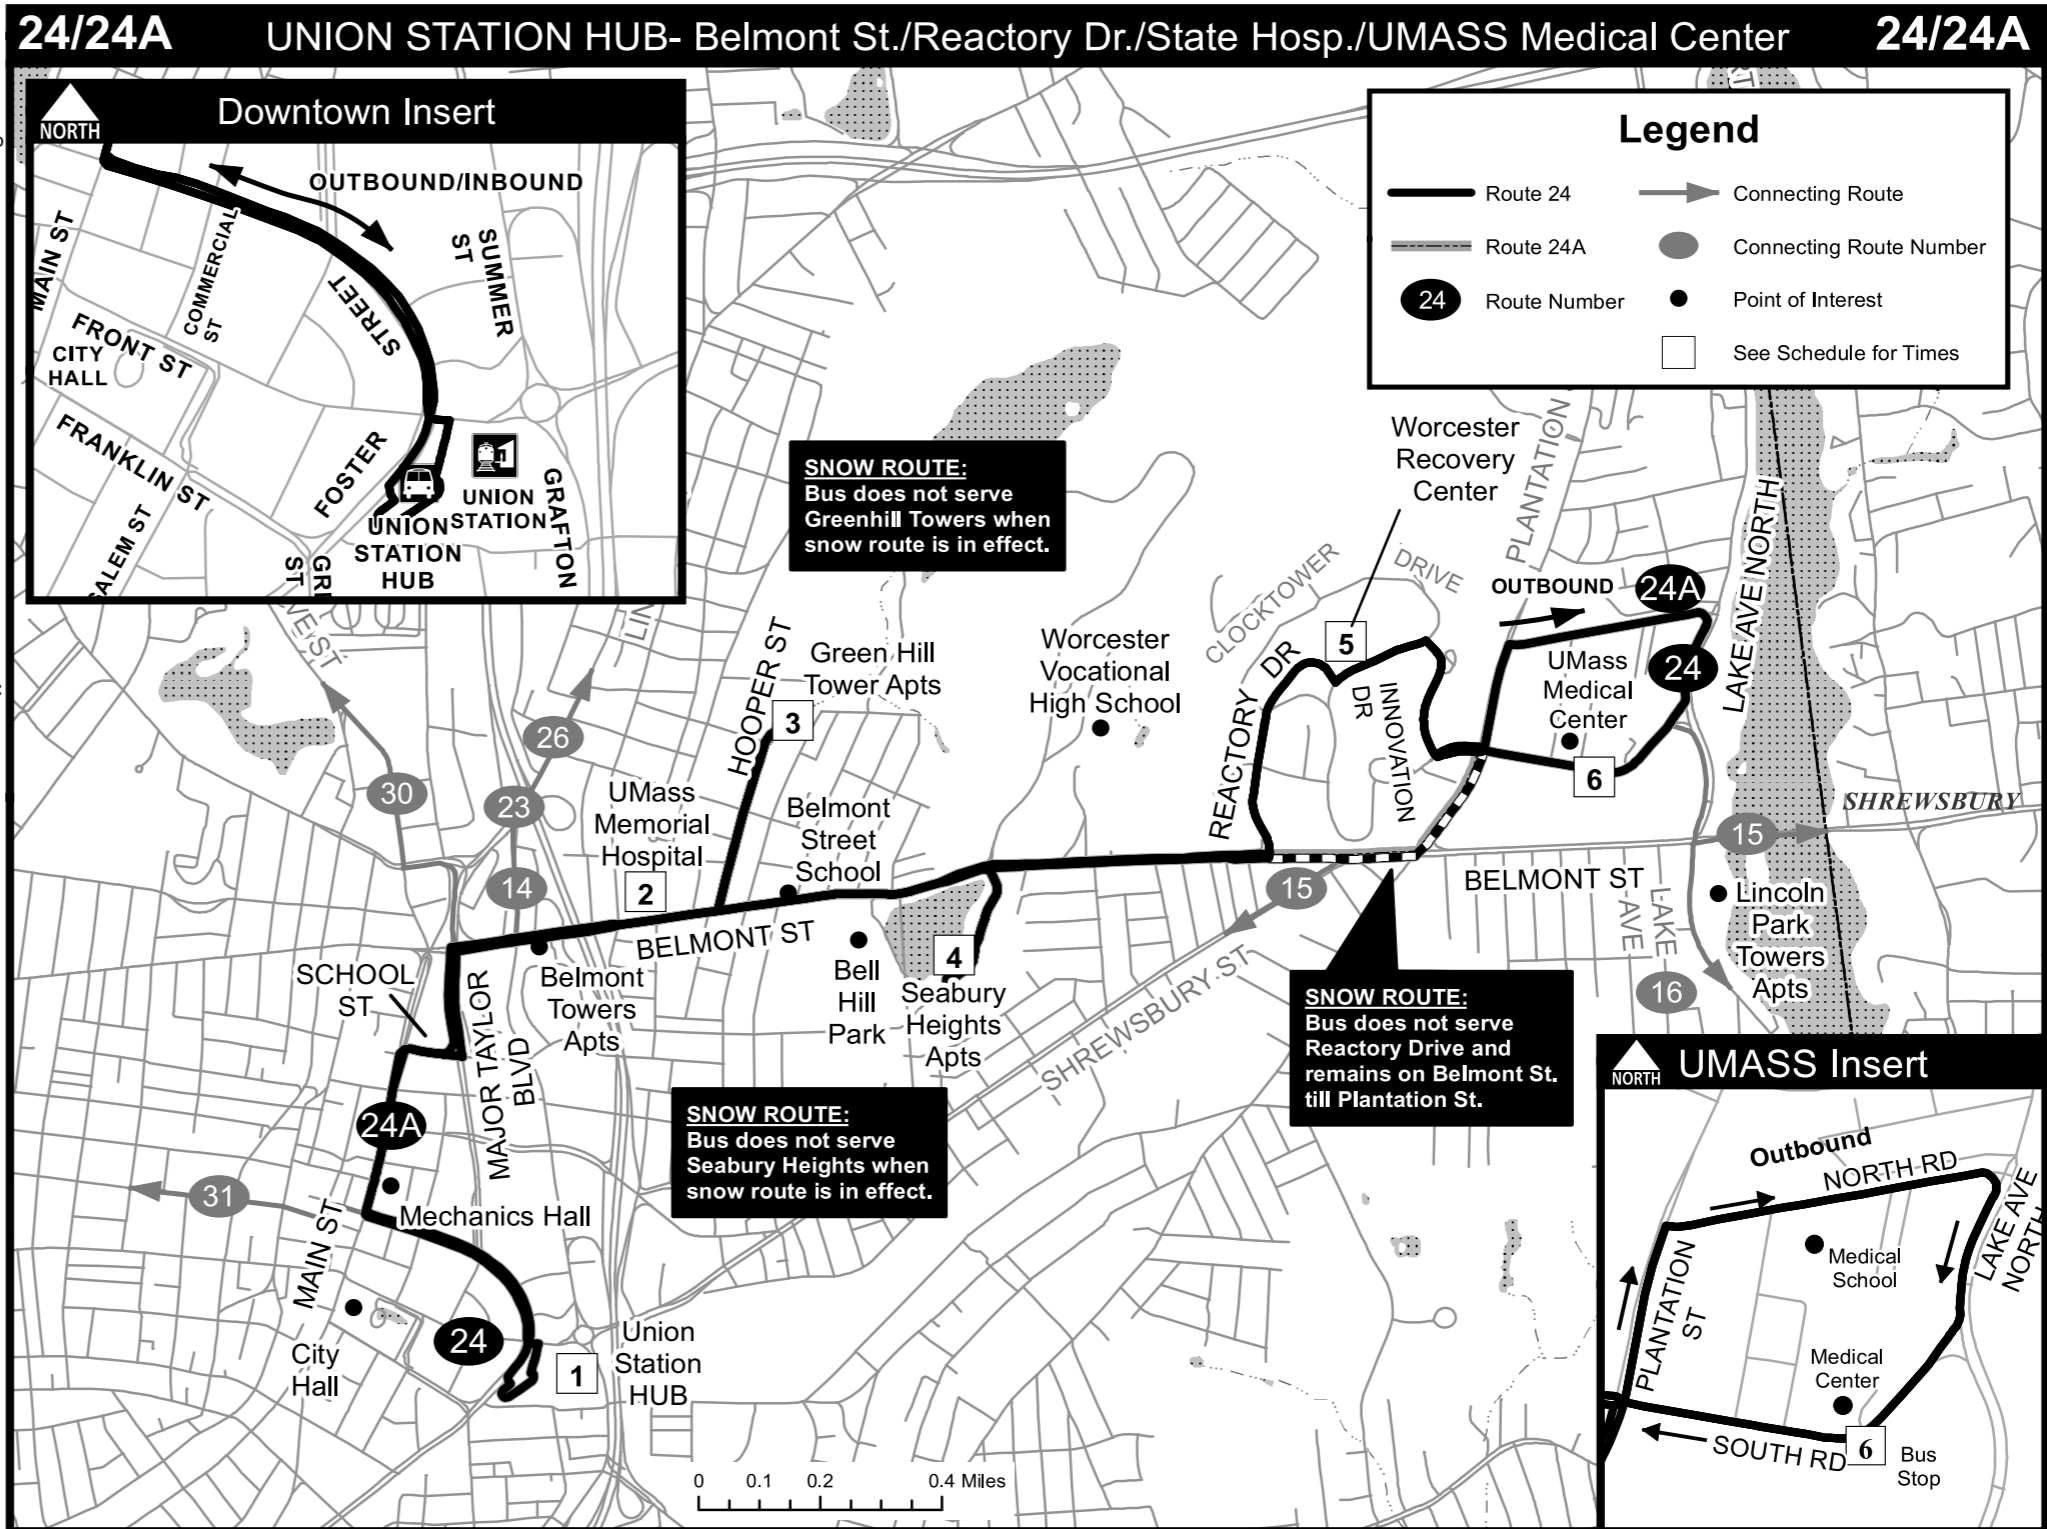 24/24A
UNION STATION HUB- Belmont St./Reactory Dr./State Hosp./UMASS Medical Center
24/24A
NORTH
Downtown Insert
OUTBOUND/INBOUND
MAIN ST
COMMERCIAL
ST
STREET
SUMMER
ST
FRONT ST
CITY
HALL
FRANKLIN ST
FOSTER
SALEM ST
UNION
STATION
GRAFTON
UNION
STATION
HUB
GRE
ST
Legend
Route 24
Connecting Route
Route 24A
Connecting Route Number
24
Route Number
Point of Interest
See Schedule for Times
SNOW ROUTE:
Bus does not serve
Greenhill Towers when
snow route is in effect.
Worcester
Recovery
Center
PLANTATION
LAKE AVE NORTH
CLOCKTOWER
DRIVE
OUTBOUND
24A
5
24
UMass
Medical
Center
6
REACTORY
DR
INNOVATION
DR
Worcester
Vocational
High School
Green Hill
Tower Apts
3
HOOPER ST
LIN
VE ST
30
26
23
14
UMass
Memorial
Hospital
2
Belmont
Street
School
BELMONT ST
Belmont
Towers
Apts
Bell
Hill
Park
4
Seabury
Heights
Apts
SHREWSBURY ST
15
BELMONT ST
SHREWSBURY
15
Lincoln
Park
Towers
Apts
LAKE
AVE
16
SCHOOL
ST
MAJOR TAYLOR
BLVD
24A
31
Mechanics Hall
MAIN ST
City
Hall
24
1
Union
Station
HUB
SNOW ROUTE:
Bus does not serve
Seabury Heights when
snow route is in effect.
SNOW ROUTE:
Bus does not serve
Reactory Drive and
remains on Belmont St.
till Plantation St.
0 0.1 0.2 0.4 Miles
NORTH
UMASS Insert
Outbound
NORTH RD
LAKE AVE
NORTH
PLANTATION
ST
Medical
School
Medical
Center
SOUTH RD
6
Bus
Stop